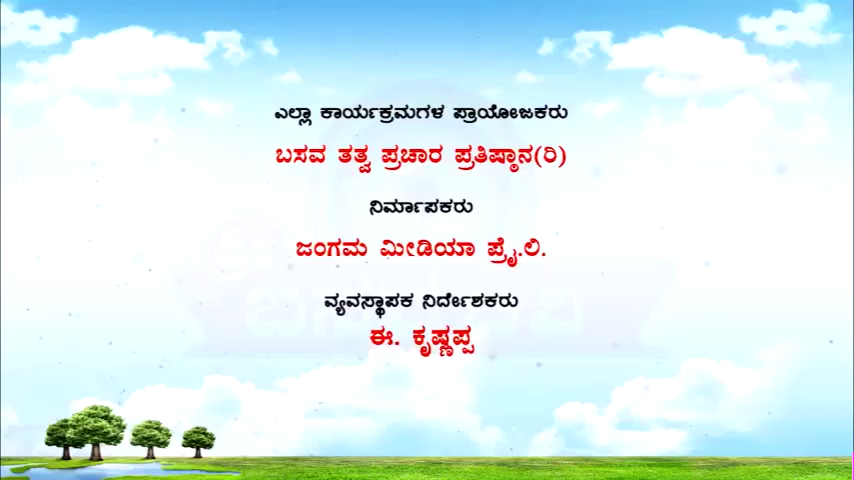 ಎಲ್ಲಾ ಕಾರ್ಯಕ್ರಮಗಳ ಪ್ರಾಯೋಜಕರು
ಬಸವ ತತ್ವ ಪ್ರಚಾರ ಪ್ರತಿಷ್ಠಾನ(ರಿ)
ನಿರ್ಮಾಪಕರು
ಜಂಗಮ ಮೀಡಿಯಾ ಪ್ರೈ.ಲಿ.
ವ್ಯವಸ್ಥಾಪಕ ನಿರ್ದೇಶಕರು
ಈ. ಕೃಷ್ಣಪ್ಪ